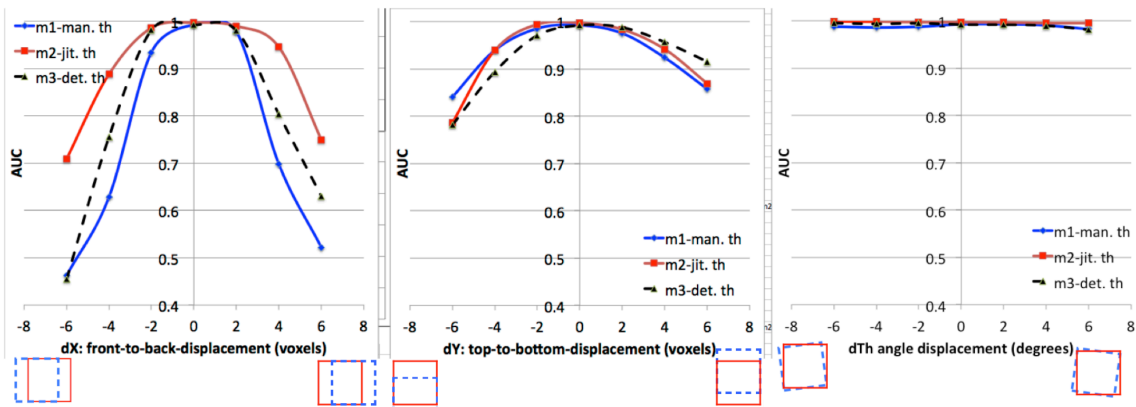 m1-man. th
m2-jit. th
m3-det. th
AUC
1
0.9
0.8
0.7
0.6
0.5
0.4
-8 -6 -4 -2 0 2 4 6 8
dX: front-to-back-displacement (voxels)
AUC
1
0.9
0.8
0.7
0.6
0.5
0.4
m1-man. th
m2-jit. th
m3-det. th
-8 -6 -4 -2 0 2 4 6 8
dY: top-to-bottom-displacement (voxels)
AUC
1
0.9
0.8
0.7
0.6
0.5
0.4
m1-man. th
m2-jit. th
m3-det. th
-8 -6 -4 -2 0 2 4 6 8
dTh angle displacement (degrees)